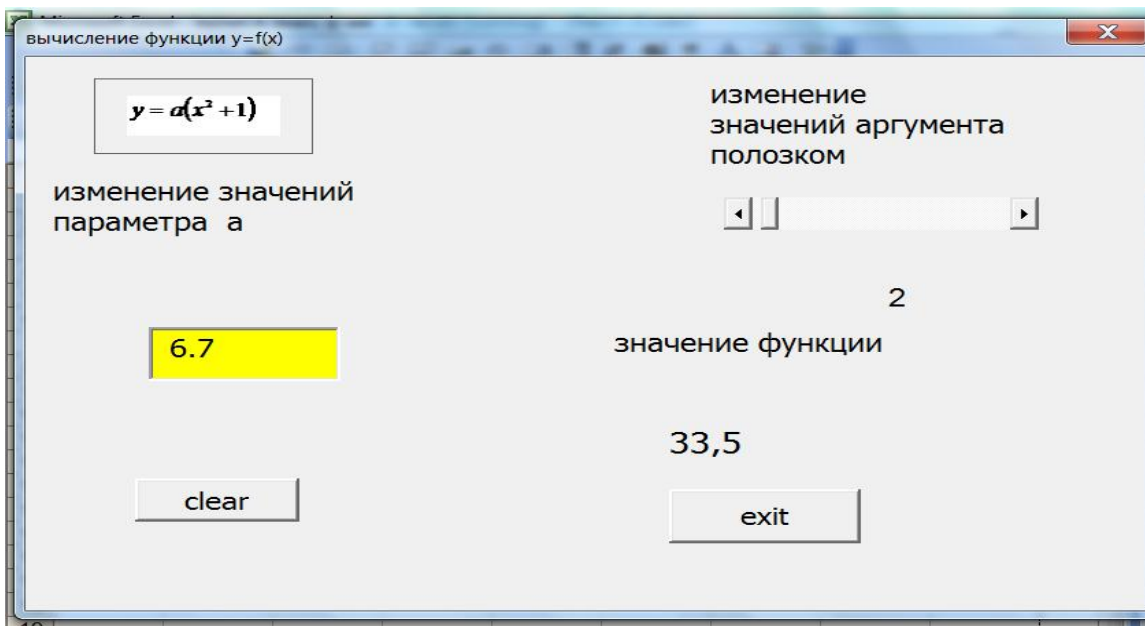 вычисление функции y=f(x)
y = a(x² +1)
изменение
значений аргумента
полозком
изменение значений
параметра а
2
6.7
значение функции
33,5
clear
exit